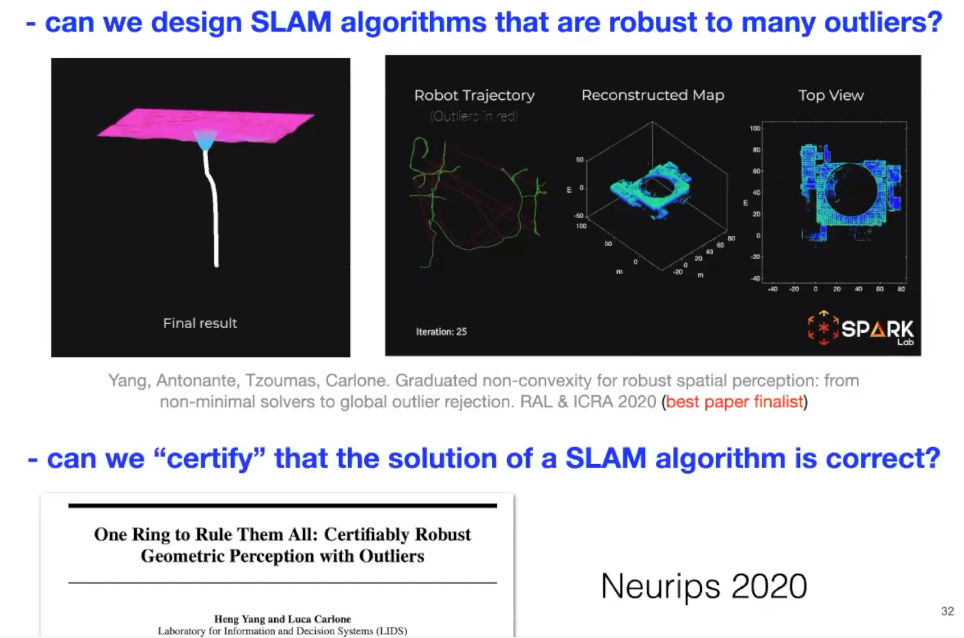 - can we design SLAM algorithms that are robust to many outliers?
Final result
Robot Trajectory
(Outliers in red)
Reconstructed Map
Top View
50
0
-50
100
50
0
-20
0
20
40
60
80
m
m
m
100
80
60
40
20
0
-20
-40
m
-40
-20
0
20
40
60
80
Iteration: 25
SPARK
Lab
Yang, Antonante, Tzoumas, Carlone. Graduated non-convexity for robust spatial perception: from
non-minimal solvers to global outlier rejection. RAL & ICRA 2020 (best paper finalist)
- can we “certify” that the solution of a SLAM algorithm is correct?
One Ring to Rule Them All: Certifiably Robust
Geometric Perception with Outliers
Heng Yang and Luca Carlone
Laboratory for Information and Decision Systems (LIDS)
Neurips 2020
32